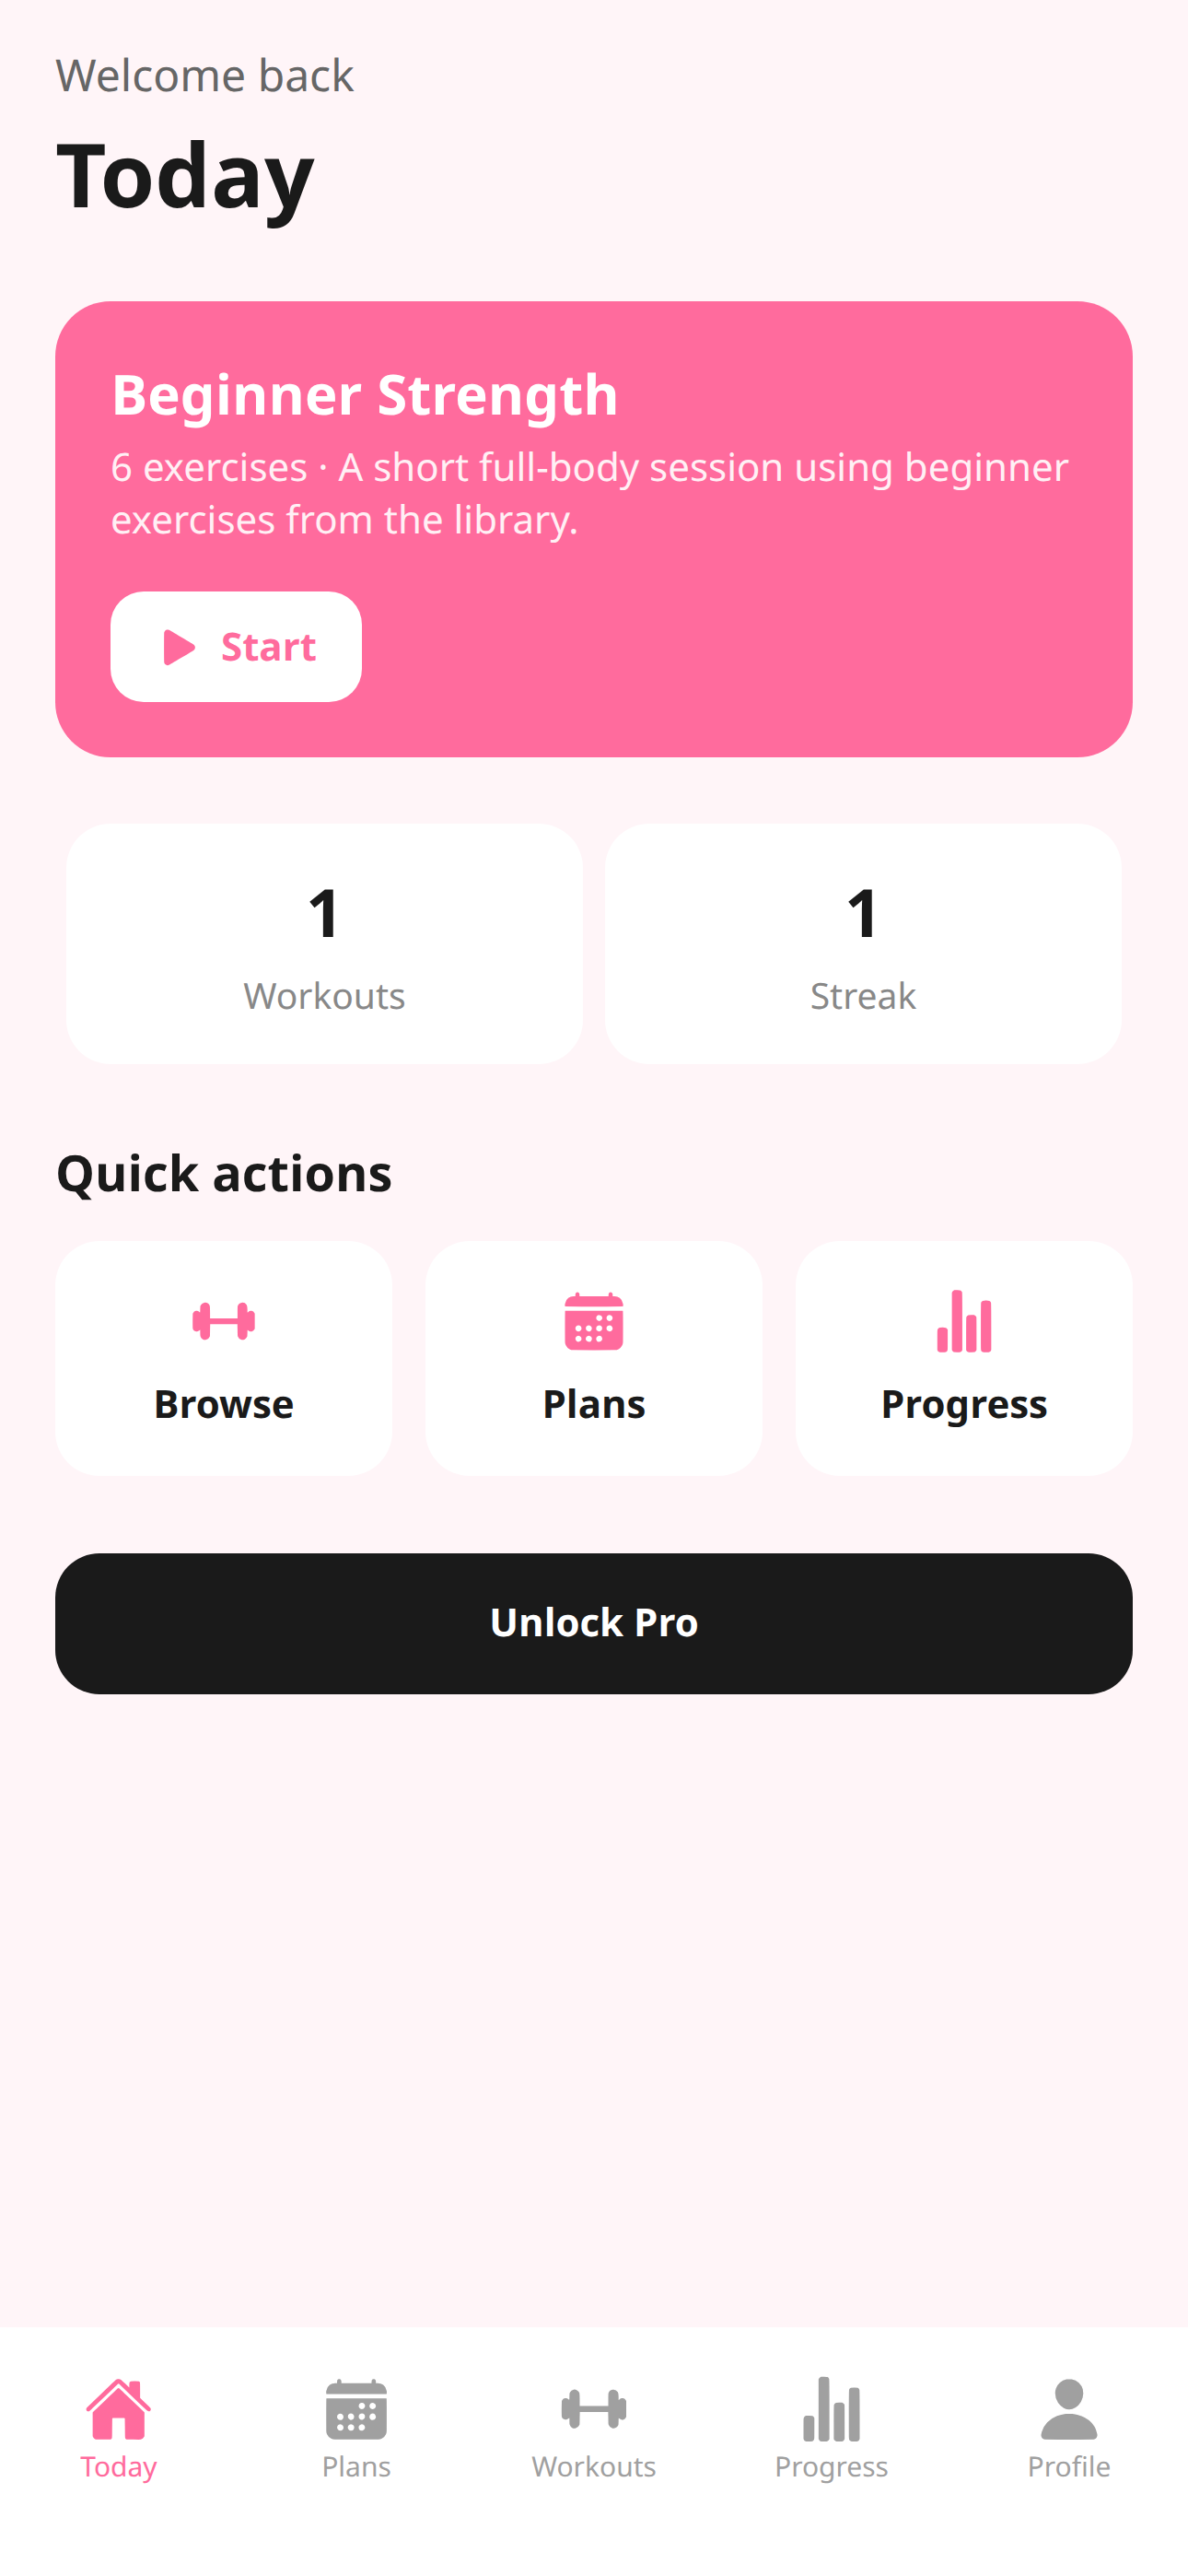 Welcome back
Today
Beginner Strength
6 exercises · A short full-body session using beginner
exercises from the library.
Start
1
Workouts
1
Streak
Quick actions
Browse
Plans
Progress
Unlock Pro
Today
Plans
Workouts
Progress
Profile